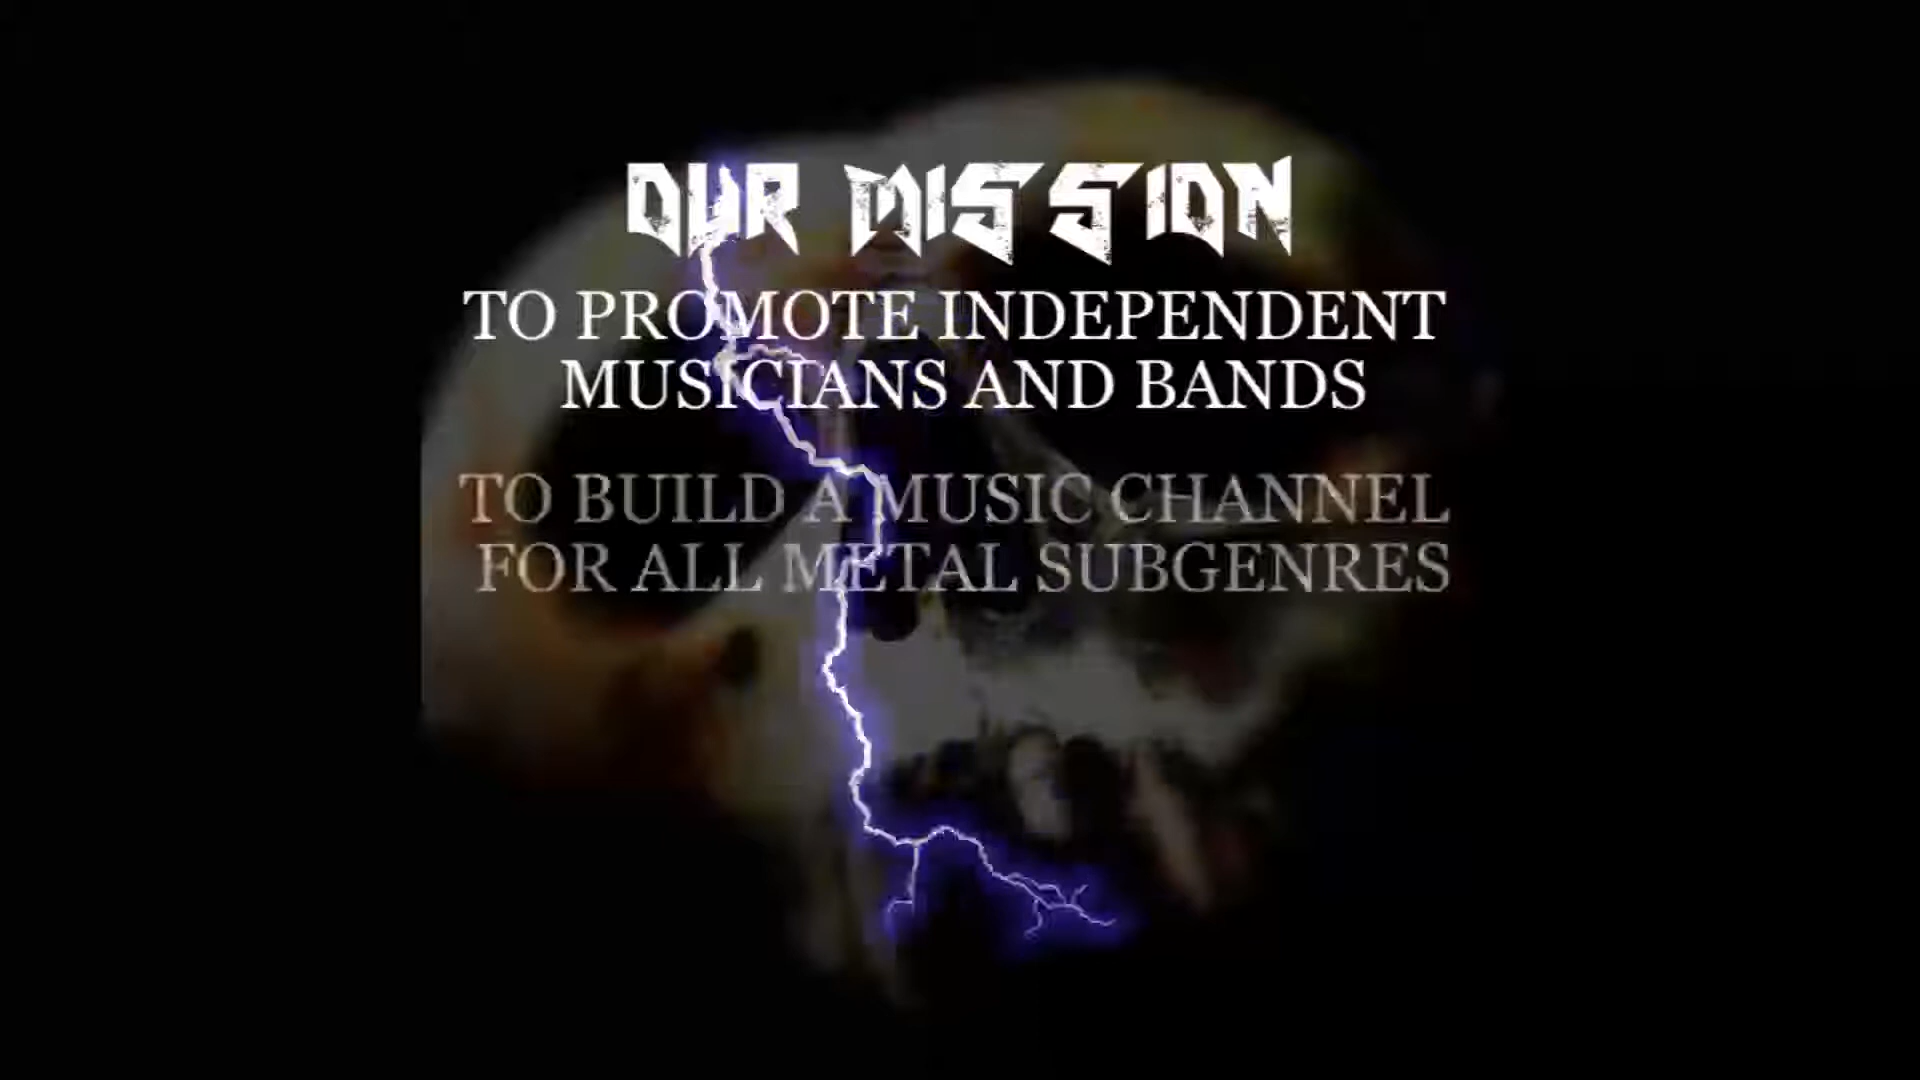 OUR MISSION
TO PROMOTE INDEPENDENT
MUSICIANS AND BANDS
TO BUILD A MUSIC CHANNEL
FOR ALL METAL SUBGENRES